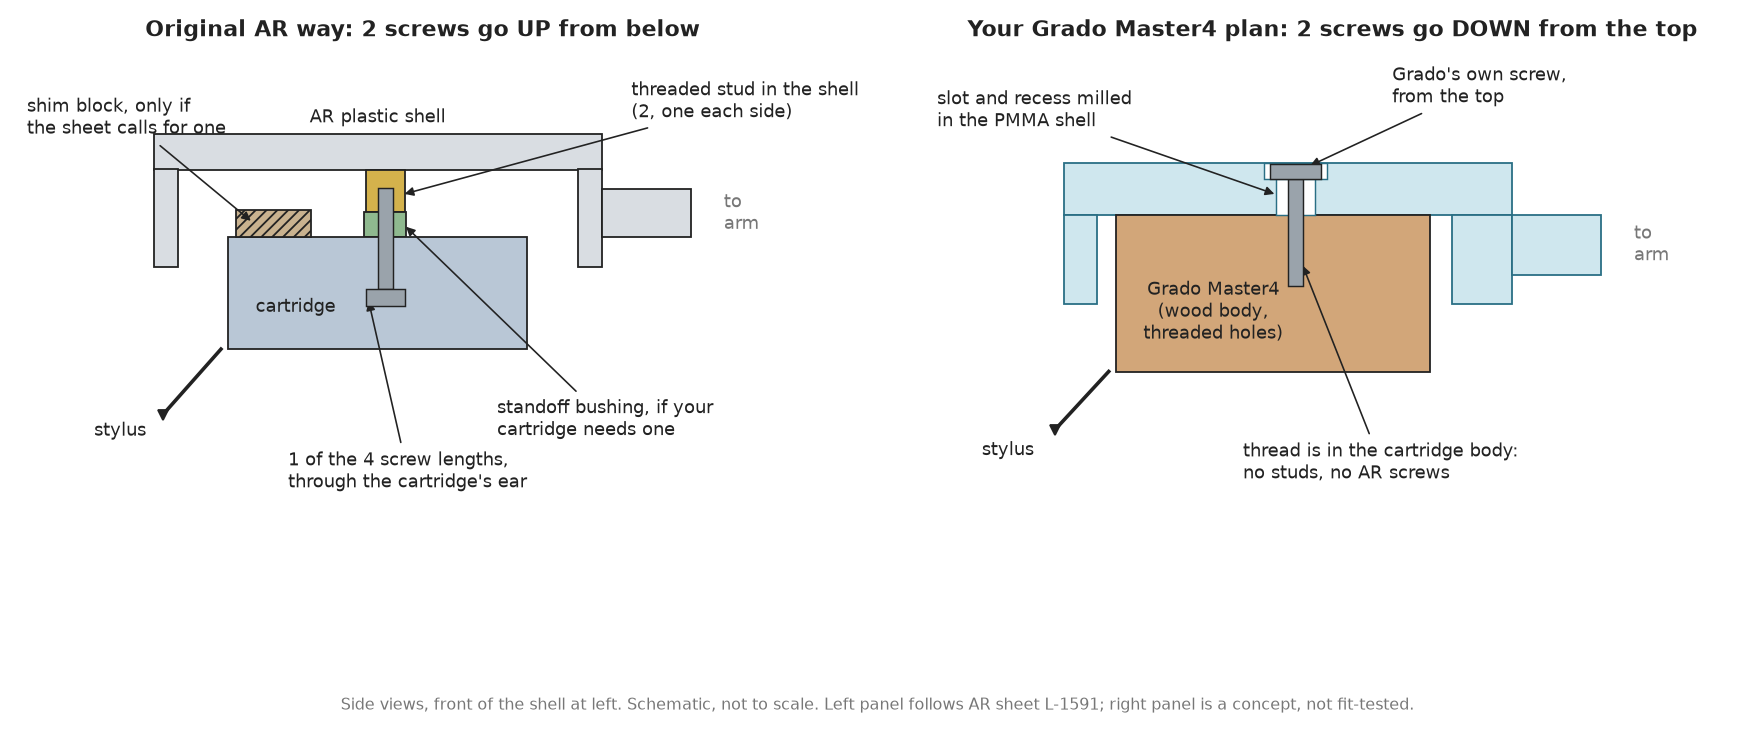 Original AR way: 2 screws go UP from below
shim block, only if
the sheet calls for one
AR plastic shell
threaded stud in the shell
(2, one each side)
to
arm
cartridge
stylus
standoff bushing, if your
cartridge needs one
1 of the 4 screw lengths,
through the cartridge's ear
Your Grado Master4 plan: 2 screws go DOWN from the top
slot and recess milled
in the PMMA shell
Grado's own screw,
from the top
to
arm
Grado Master4
(wood body,
threaded holes)
stylus
thread is in the cartridge body:
no studs, no AR screws
Side views, front of the shell at left. Schematic, not to scale. Left panel follows AR sheet L-1591; right panel is a concept, not fit-tested.